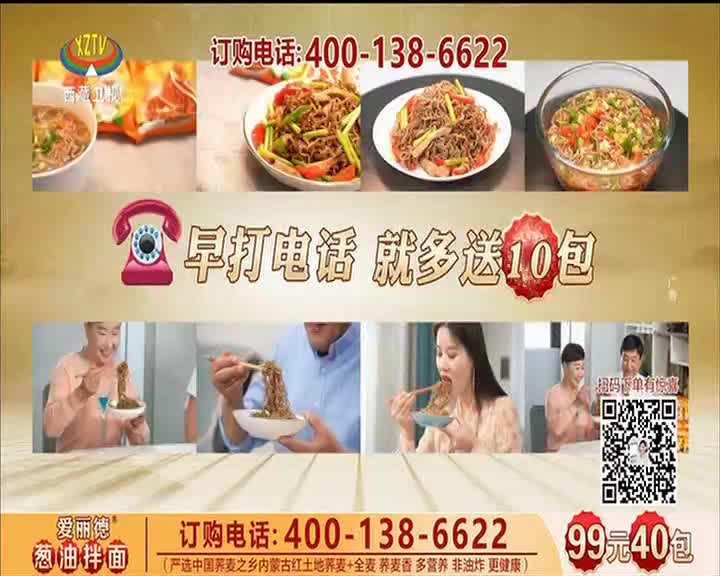 订购电话:400-138-6622
XZTV
西藏卫视
早打电话 就多送10包
扫码下单有惊喜
爱丽德®
葱油拌面
订购电话:400-138-6622
(严选中国荞麦之乡内蒙古红土地荞麦+全麦 荞麦香 多营养 非油炸 更健康)
99元40包